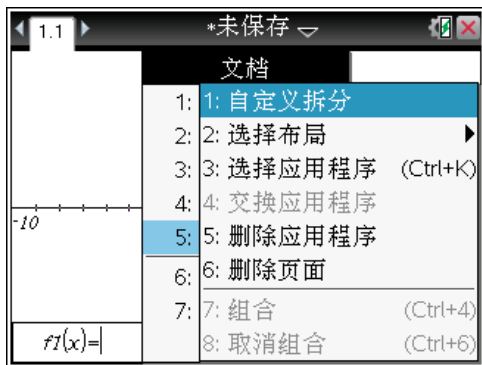 1.1 *未保存
文档
1: 1: 自定义拆分
2: 2: 选择布局
3: 3: 选择应用程序 (Ctrl+K)
4: 4: 交换应用程序
-10
5: 5: 删除应用程序
6: 6: 删除页面
7: 7: 组合 (Ctrl+4)
f1(x)= 8: 取消组合 (Ctrl+6)